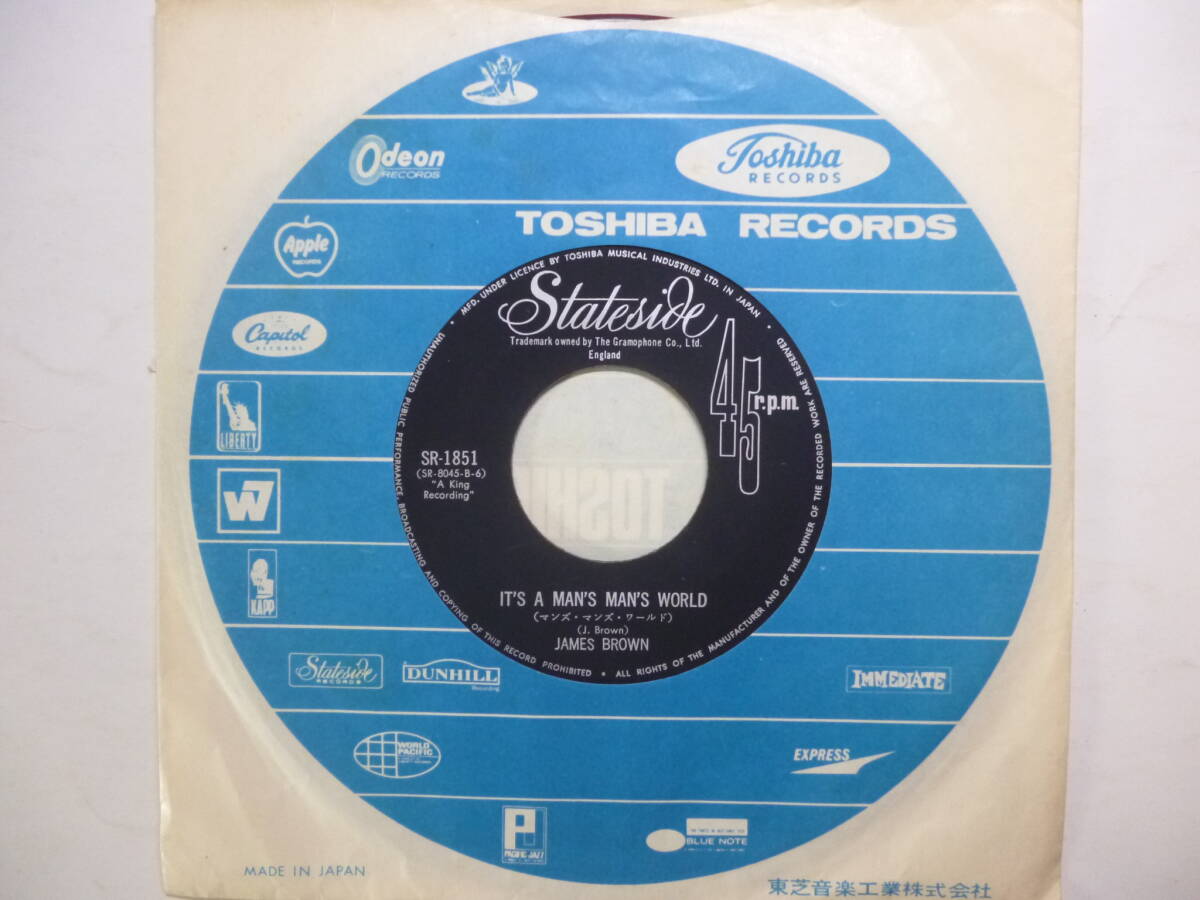 Odeon
RECORDS
Toshiba
RECORDS
TOSHIBA RECORDS
Apple
RECORDS
Capitol
RECORDS
LIBERTY
W7
KAPP
Stateside
RECORDS
DUNHILL
Recording
IMMEDIATE
WORLD
PACIFIC
EXPRESS
P
PACIFIC JAZZ
BLUE NOTE
MADE IN JAPAN
東芝音楽工業株式会社
• MFD. UNDER LICENCE BY TOSHIBA MUSICAL INDUSTRIES LTD. IN JAPAN •
UNAUTHORIZED PUBLIC PERFORMANCE, BROADCASTING AND COPYING OF THIS RECORD PROHIBITED • ALL RIGHTS OF THE MANUFACTURER AND OF THE OWNER OF THE RECORDED WORK ARE RESERVED
Stateside
Trademark owned by The Gramophone Co., Ltd.
England
45 r.p.m.
SR-1851
(SR-8045-B-6)
"A King
Recording"
TOSHI
IT'S A MAN'S MAN'S WORLD
(マンズ・マンズ・ワールド)
(J. Brown)
JAMES BROWN